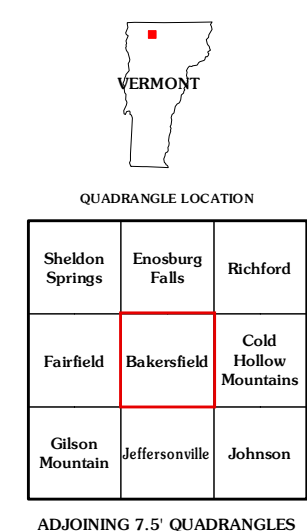 VERMONT
QUADRANGLE LOCATION
Sheldon
Springs
Enosburg
Falls
Richford
Fairfield
Bakersfield
Cold
Hollow
Mountains
Gilson
Mountain
Jeffersonville
Johnson
ADJOINING 7.5' QUADRANGLES